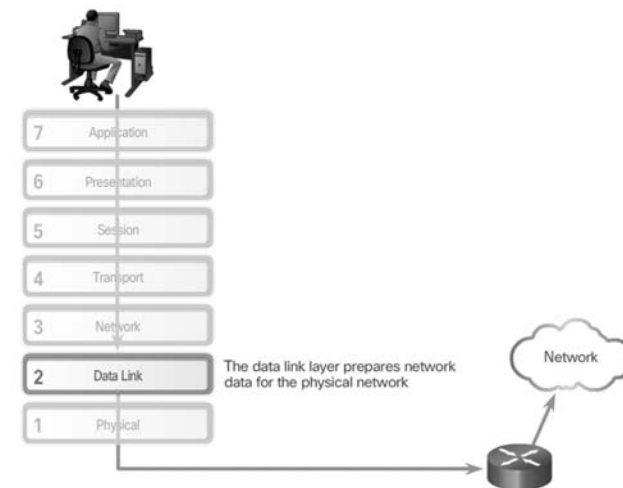 7 Application
6 Presentation
5 Session
4 Transport
3 Network
2 Data Link
The data link layer prepares network
data for the physical network
1 Physical
Network